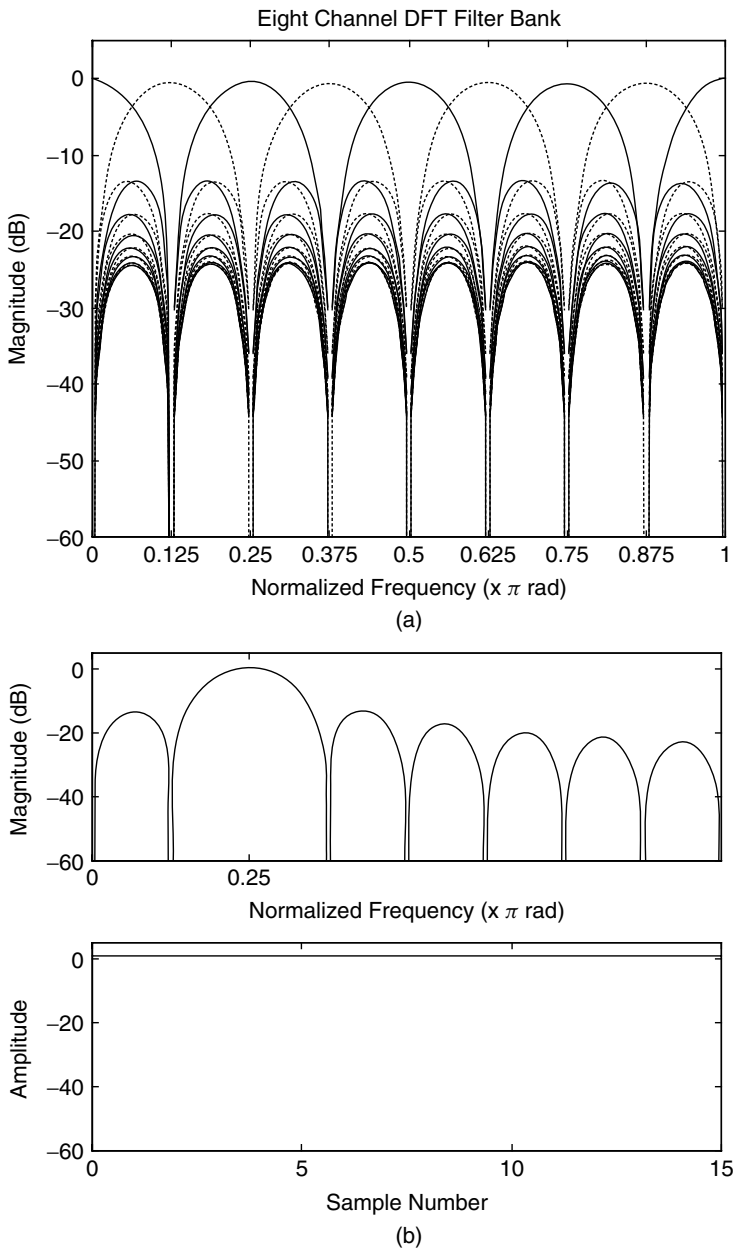 Eight Channel DFT Filter Bank
Magnitude (dB)
0
−10
−20
−30
−40
−50
−60
0 0.125 0.25 0.375 0.5 0.625 0.75 0.875 1
Normalized Frequency (x π rad)
(a)
Magnitude (dB)
0
−20
−40
−60
0 0.25
Normalized Frequency (x π rad)
Amplitude
0
−20
−40
−60
0 5 10 15
Sample Number
(b)